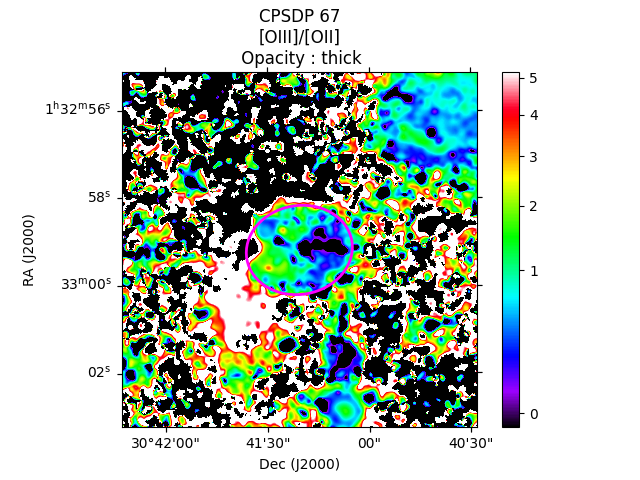 CPSDP 67
[OIII]/[OII]
Opacity : thick
1ʰ32ᵐ56ˢ
58ˢ
33ᵐ00ˢ
02ˢ
RA (J2000)
30°42'00"
41'30"
00"
40'30"
Dec (J2000)
5
4
3
2
1
0